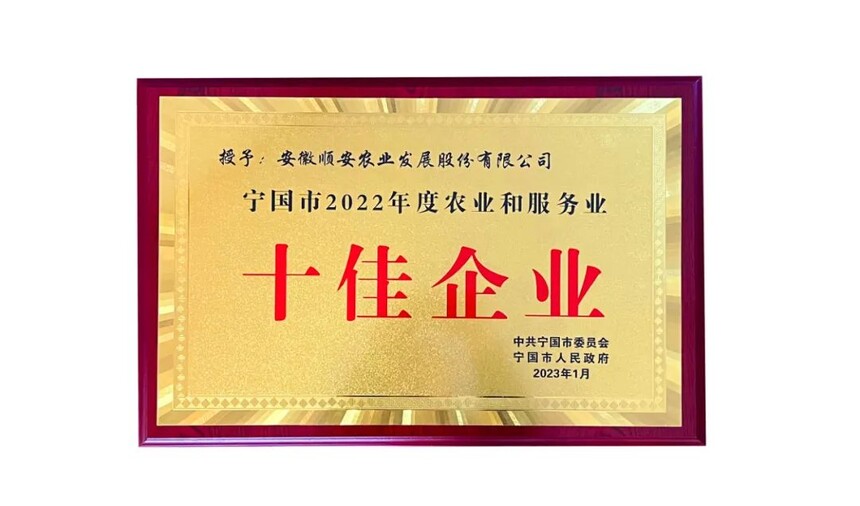 授予：安徽顺安农业发展股份有限公司
宁国市2022年度农业和服务业
十佳企业
中共宁国市委员会
宁国市人民政府
2023年1月